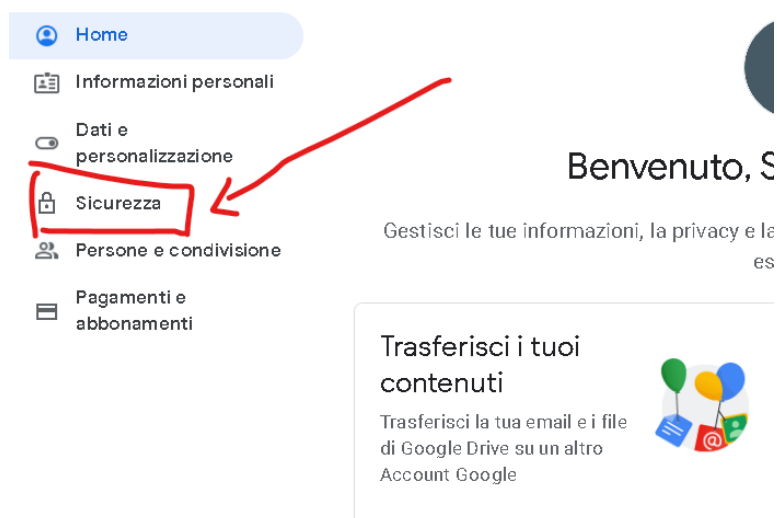 Home
Informazioni personali
Dati e
personalizzazione
Sicurezza
Persone e condivisione
Pagamenti e
abbonamenti
Benvenuto, S
Gestisci le tue informazioni, la privacy e la
es
Trasferisci i tuoi
contenuti
Trasferisci la tua email e i file
di Google Drive su un altro
Account Google
@